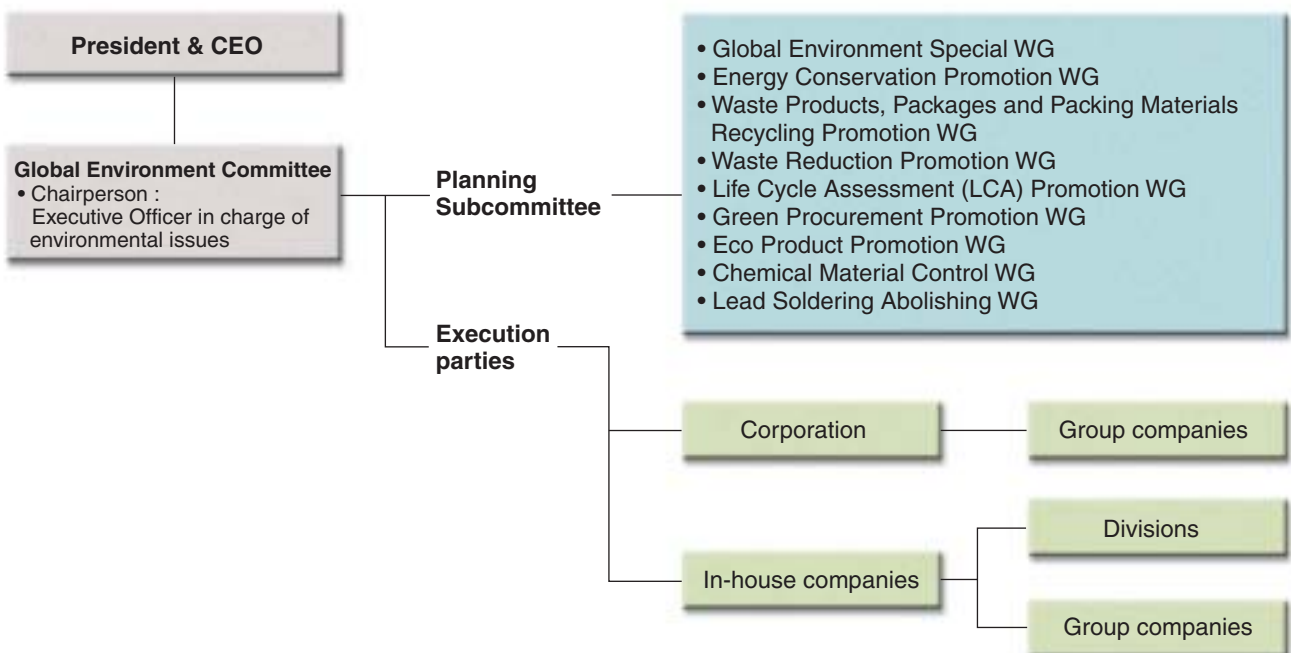 President & CEO
Global Environment Committee
• Chairperson :
Executive Officer in charge of
environmental issues
Planning
Subcommittee
• Global Environment Special WG
• Energy Conservation Promotion WG
• Waste Products, Packages and Packing Materials
Recycling Promotion WG
• Waste Reduction Promotion WG
• Life Cycle Assessment (LCA) Promotion WG
• Green Procurement Promotion WG
• Eco Product Promotion WG
• Chemical Material Control WG
• Lead Soldering Abolishing WG
Execution
parties
Corporation
Group companies
In-house companies
Divisions
Group companies